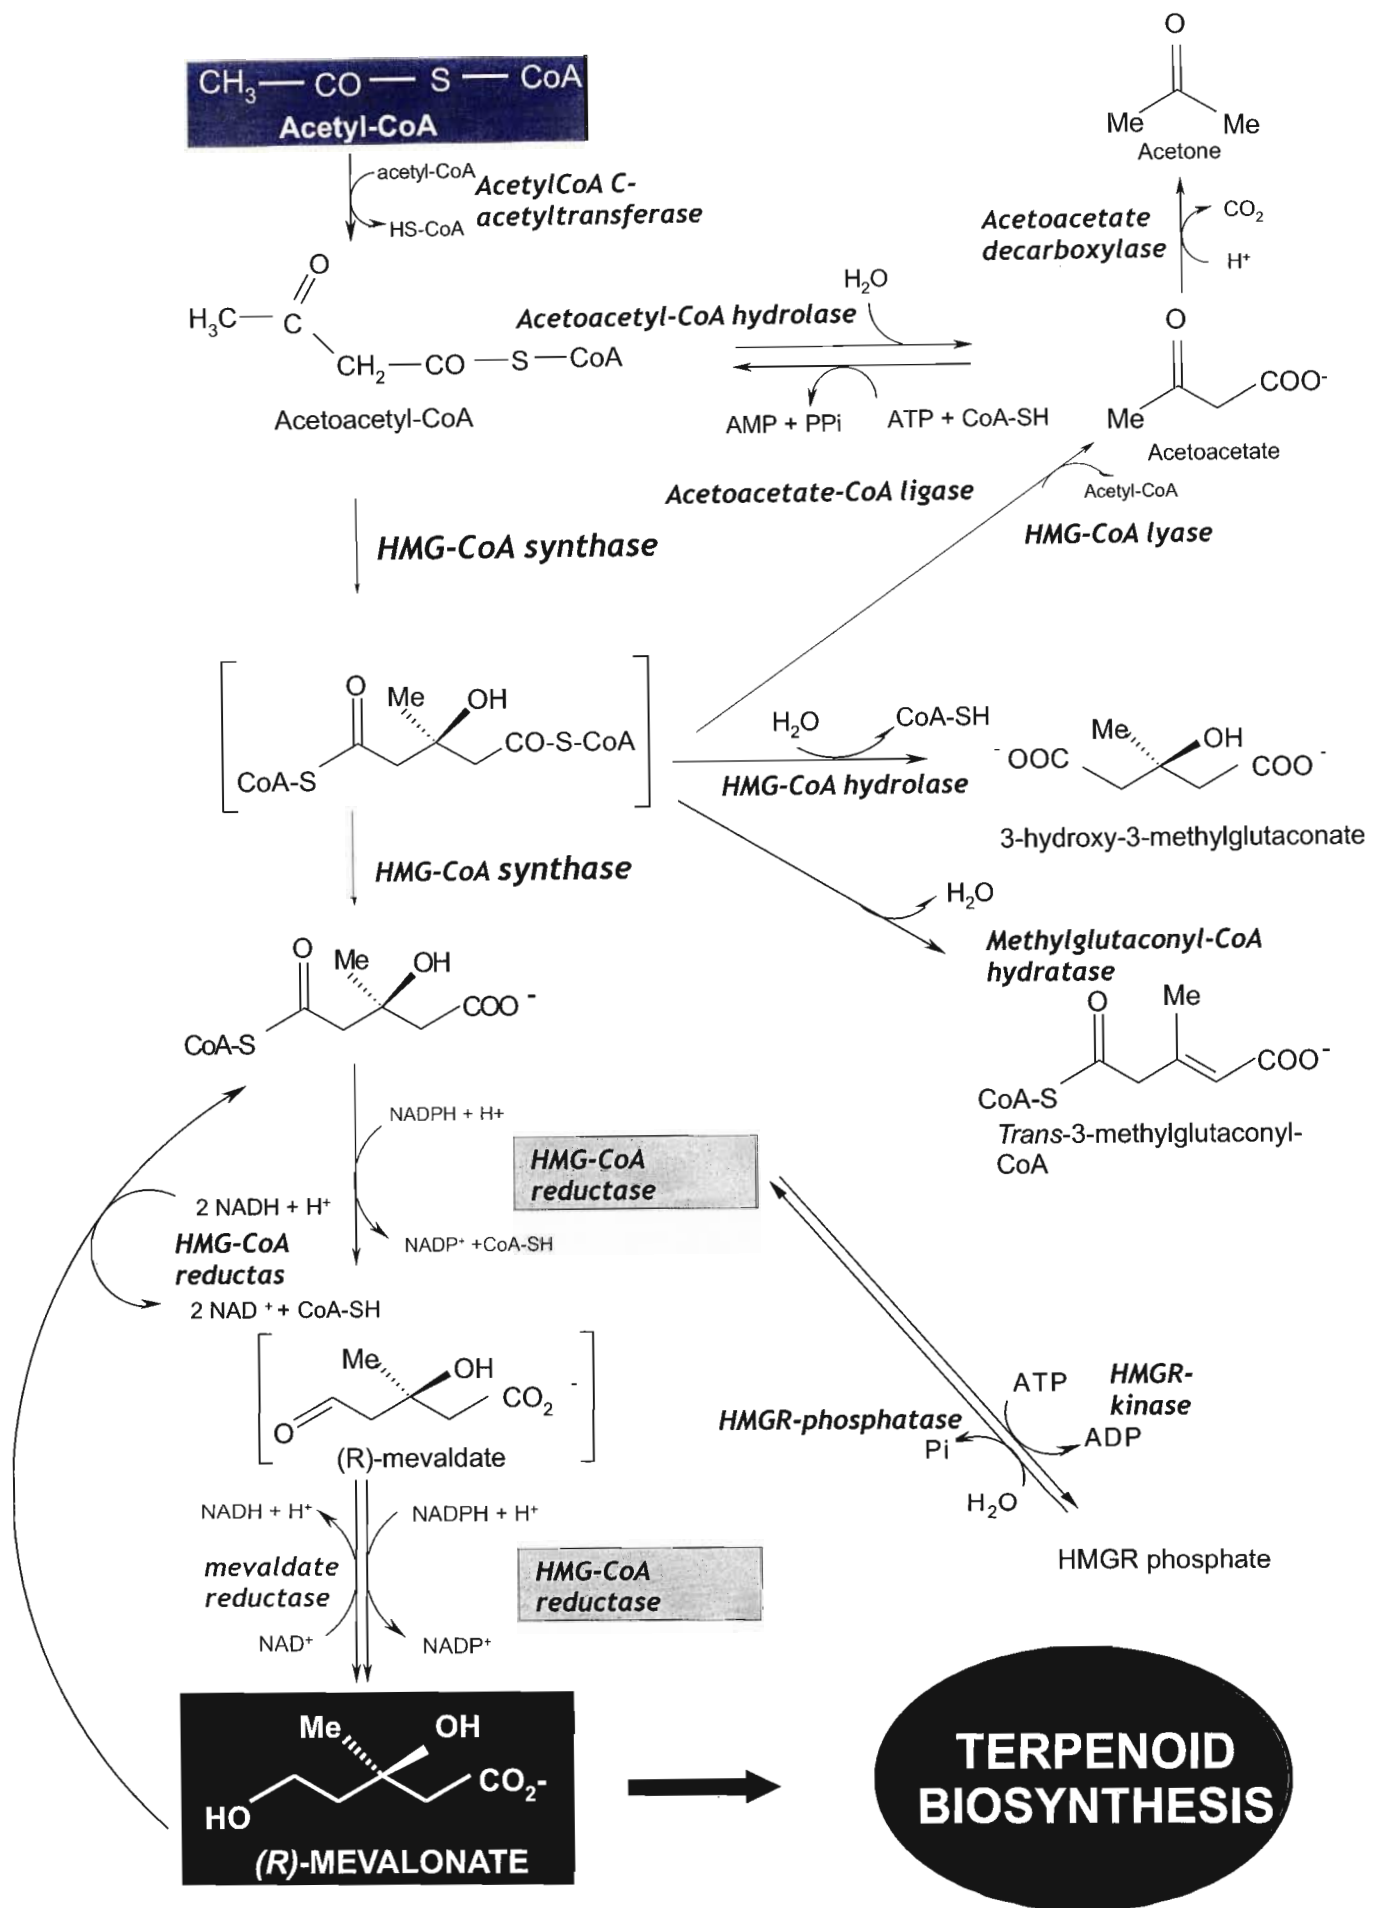 CH₃ — CO — S — CoA
Acetyl-CoA
acetyl-CoA
AcetylCoA C-
acetyltransferase
HS-CoA
O
Me
Me
Acetone
Acetoacetate
decarboxylase
CO₂
H⁺
O
H₃C
C
CH₂ — CO — S — CoA
Acetoacetyl-CoA
Acetoacetyl-CoA hydrolase
H₂O
AMP + PPi
ATP + CoA-SH
Acetoacetate-CoA ligase
O
COO⁻
Me
Acetoacetate
Acetyl-CoA
HMG-CoA lyase
HMG-CoA synthase
O
Me
OH
CO-S-CoA
CoA-S
H₂O
CoA-SH
HMG-CoA hydrolase
⁻OOC
Me
OH
COO⁻
3-hydroxy-3-methylglutaconate
HMG-CoA synthase
H₂O
Methylglutaconyl-CoA
hydratase
O
Me
COO⁻
CoA-S
Trans-3-methylglutaconyl-
CoA
O
Me
OH
COO⁻
CoA-S
NADPH + H+
HMG-CoA
reductase
NADP⁺ +CoA-SH
2 NADH + H⁺
HMG-CoA
reductas
2 NAD ⁺ + CoA-SH
Me
OH
CO₂⁻
O
(R)-mevaldate
ATP
HMGR-
kinase
ADP
HMGR-phosphatase
Pi
H₂O
HMGR phosphate
NADH + H⁺
NADPH + H⁺
mevaldate
reductase
HMG-CoA
reductase
NAD⁺
NADP⁺
Me
OH
CO₂-
HO
(R)-MEVALONATE
TERPENOID
BIOSYNTHESIS